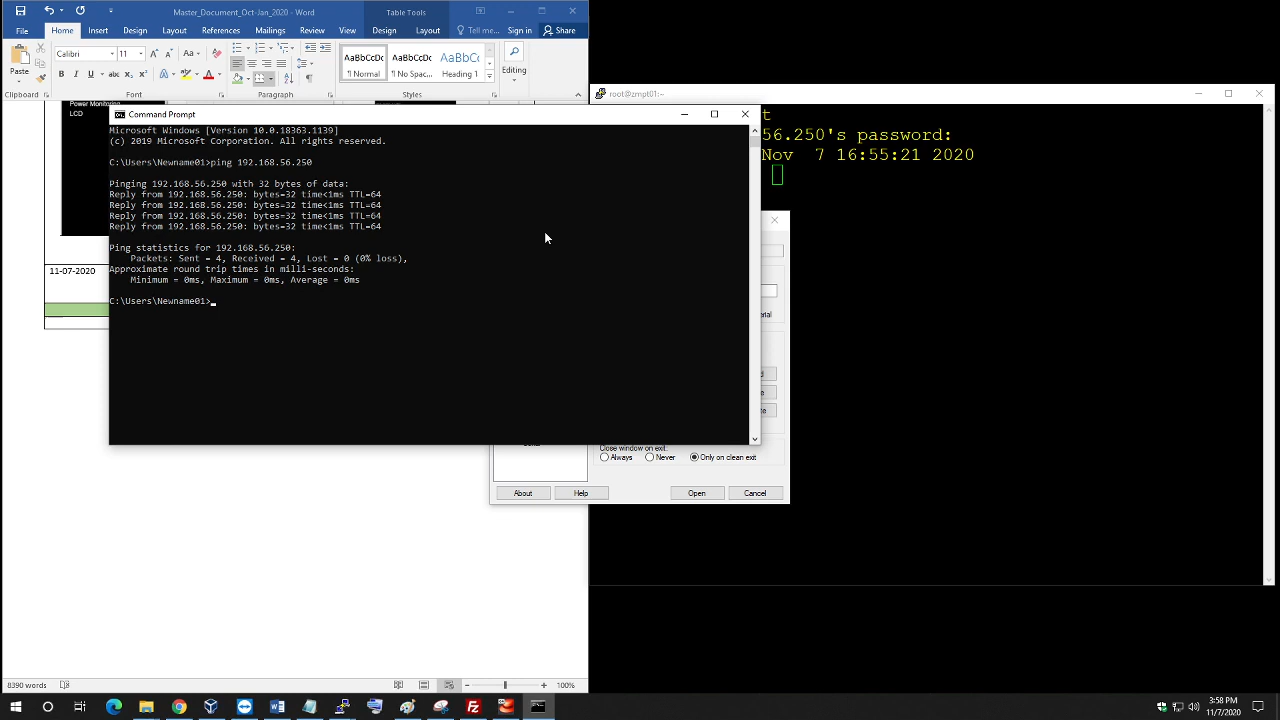 Master_Document_Oct-Jan_2020 - Word
Table Tools
File Home Insert Design Layout References Mailings Review View Design Layout Tell me... Sign in Share
Paste
Calibri 11
AaBbCcDc AaBbCcDc AaBbCc
¶ Normal ¶ No Spac... Heading 1
Editing
Clipboard Font Paragraph Styles
Power Monitoring
LCD
11-07-2020
Command Prompt
Microsoft Windows [Version 10.0.18363.1139]
(c) 2019 Microsoft Corporation. All rights reserved.
C:\Users\Newname01>ping 192.168.56.250
Pinging 192.168.56.250 with 32 bytes of data:
Reply from 192.168.56.250: bytes=32 time<1ms TTL=64
Reply from 192.168.56.250: bytes=32 time<1ms TTL=64
Reply from 192.168.56.250: bytes=32 time<1ms TTL=64
Reply from 192.168.56.250: bytes=32 time<1ms TTL=64
Ping statistics for 192.168.56.250:
Packets: Sent = 4, Received = 4, Lost = 0 (0% loss),
Approximate round trip times in milli-seconds:
Minimum = 0ms, Maximum = 0ms, Average = 0ms
C:\Users\Newname01>
root@zmpt01:~
t
56.250's password:
Nov 7 16:55:21 2020
Close window on exit:
Always Never Only on clean exit
About Help Open Cancel
8390 words
100%
3:58 PM
11/7/2020